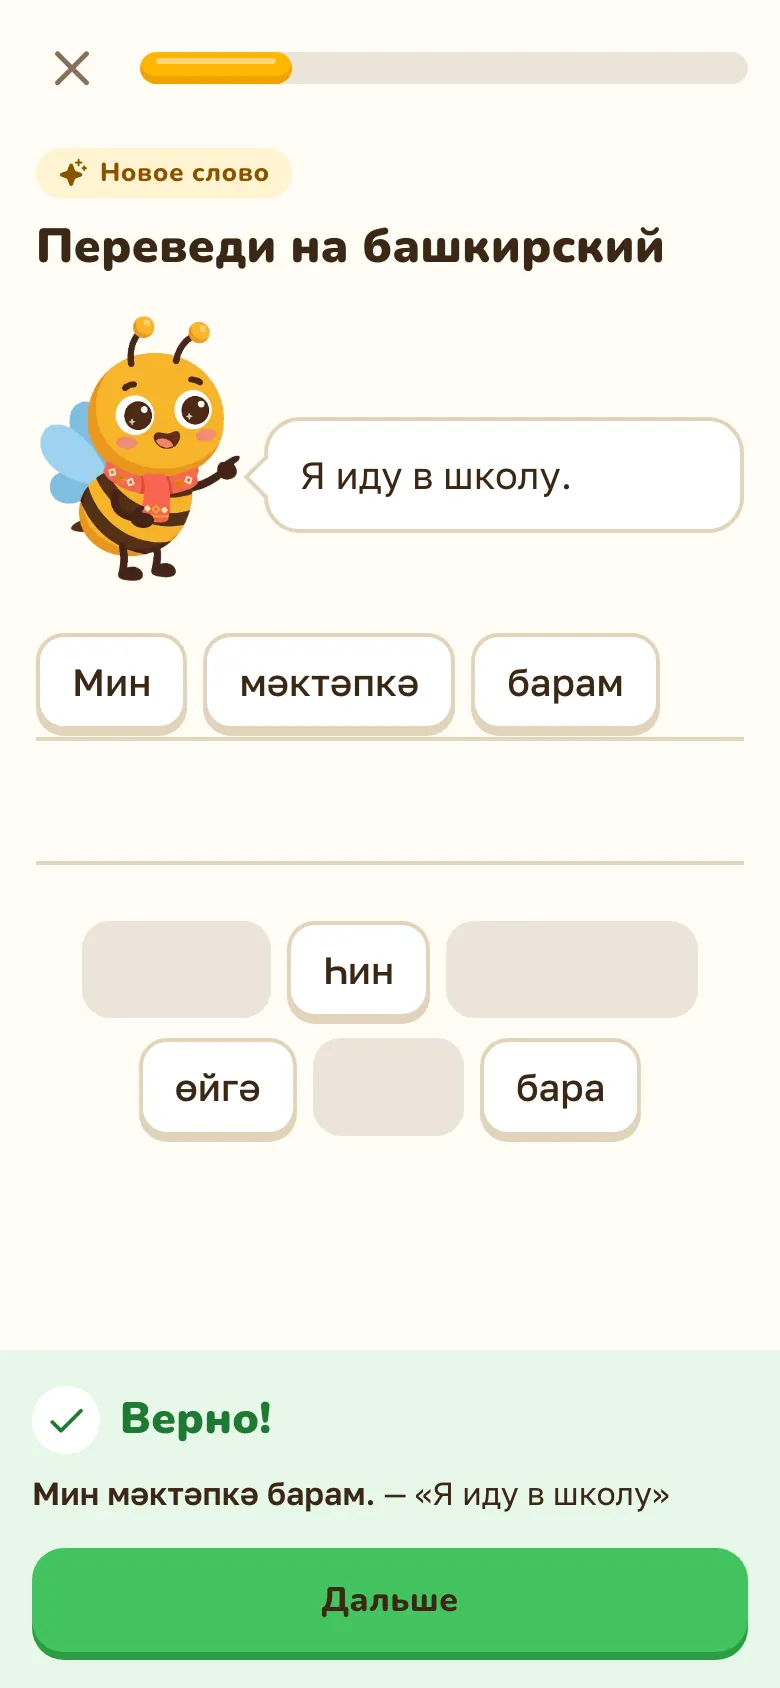 Новое слово
Переведи на башкирский
Я иду в школу.
Мин мәктәпкә барам
Һин
өйгә бара
Верно!
Мин мәктәпкә барам. — «Я иду в школу»
Дальше